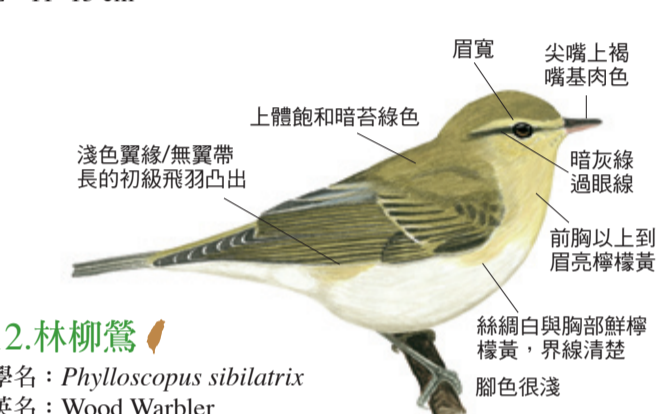 眉寬
尖嘴上褐
嘴基肉色
上體飽和暗苔綠色
淺色翼緣/無翼帶
長的初級飛羽凸出
暗灰綠
過眼線
前胸以上到
眉亮檸檬黃
絲綢白與胸部鮮檸
檬黃，界線清楚
腳色很淺
2.林柳鶯
學名：Phylloscopus sibilatrix
英名：Wood Warbler